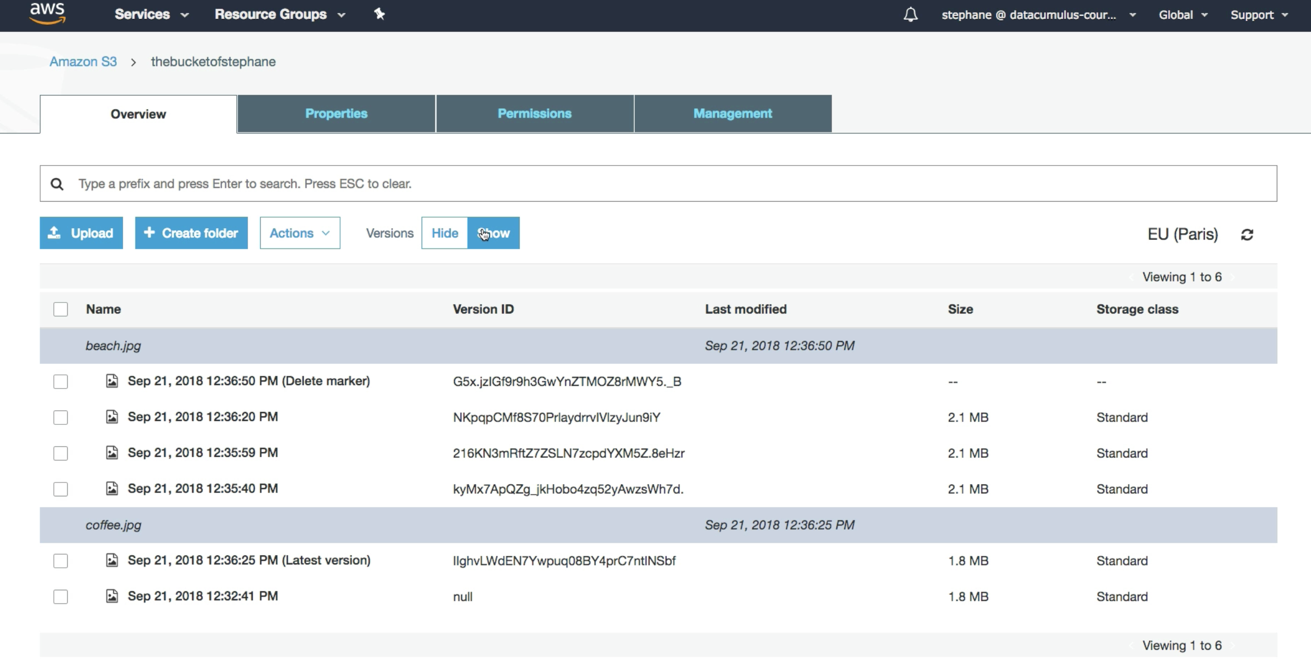 aws Services Resource Groups stephane @ datacumulus-cour... Global Support
Amazon S3 > thebucketofstephane
Overview Properties Permissions Management
Type a prefix and press Enter to search. Press ESC to clear.
Upload + Create folder Actions Versions Hide Show EU (Paris)
Viewing 1 to 6
Name Version ID Last modified Size Storage class
beach.jpg Sep 21, 2018 12:36:50 PM
Sep 21, 2018 12:36:50 PM (Delete marker) G5x.jzIGf9r9h3GwYnZTMOZ8rMWY5._B -- --
Sep 21, 2018 12:36:20 PM NKpqpCMf8S70PrlaydrrvlVlzyJun9iY 2.1 MB Standard
Sep 21, 2018 12:35:59 PM 216KN3mRftZ7ZSLN7zcpdYXM5Z.8eHzr 2.1 MB Standard
Sep 21, 2018 12:35:40 PM kyMx7ApQZg_jkHobo4zq52yAwzsWh7d. 2.1 MB Standard
coffee.jpg Sep 21, 2018 12:36:25 PM
Sep 21, 2018 12:36:25 PM (Latest version) IlghvLWdEN7Ywpuq08BY4prC7ntlNSbf 1.8 MB Standard
Sep 21, 2018 12:32:41 PM null 1.8 MB Standard
Viewing 1 to 6